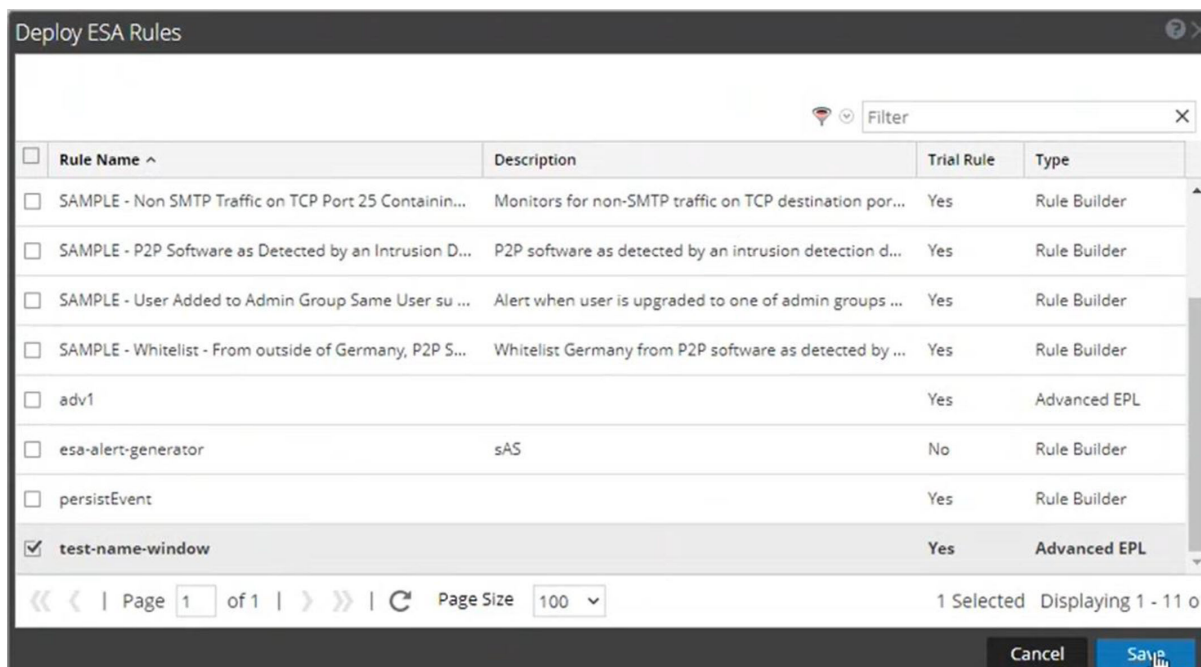 Deploy ESA Rules
Filter
Rule Name Description Trial Rule Type
SAMPLE - Non SMTP Traffic on TCP Port 25 Containin... Monitors for non-SMTP traffic on TCP destination por... Yes Rule Builder
SAMPLE - P2P Software as Detected by an Intrusion D... P2P software as detected by an intrusion detection d... Yes Rule Builder
SAMPLE - User Added to Admin Group Same User su ... Alert when user is upgraded to one of admin groups ... Yes Rule Builder
SAMPLE - Whitelist - From outside of Germany, P2P S... Whitelist Germany from P2P software as detected by ... Yes Rule Builder
adv1 Yes Advanced EPL
esa-alert-generator sAS No Rule Builder
persistEvent Yes Rule Builder
test-name-window Yes Advanced EPL
Page 1 of 1 Page Size 100 1 Selected Displaying 1 - 11 o
Cancel Save